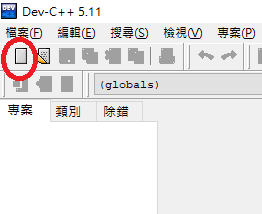 DEV
Dev-C++ 5.11
檔案(F) 編輯(E) 搜尋(S) 檢視(V) 專案(P)
(globals)
專案 類別 除錯